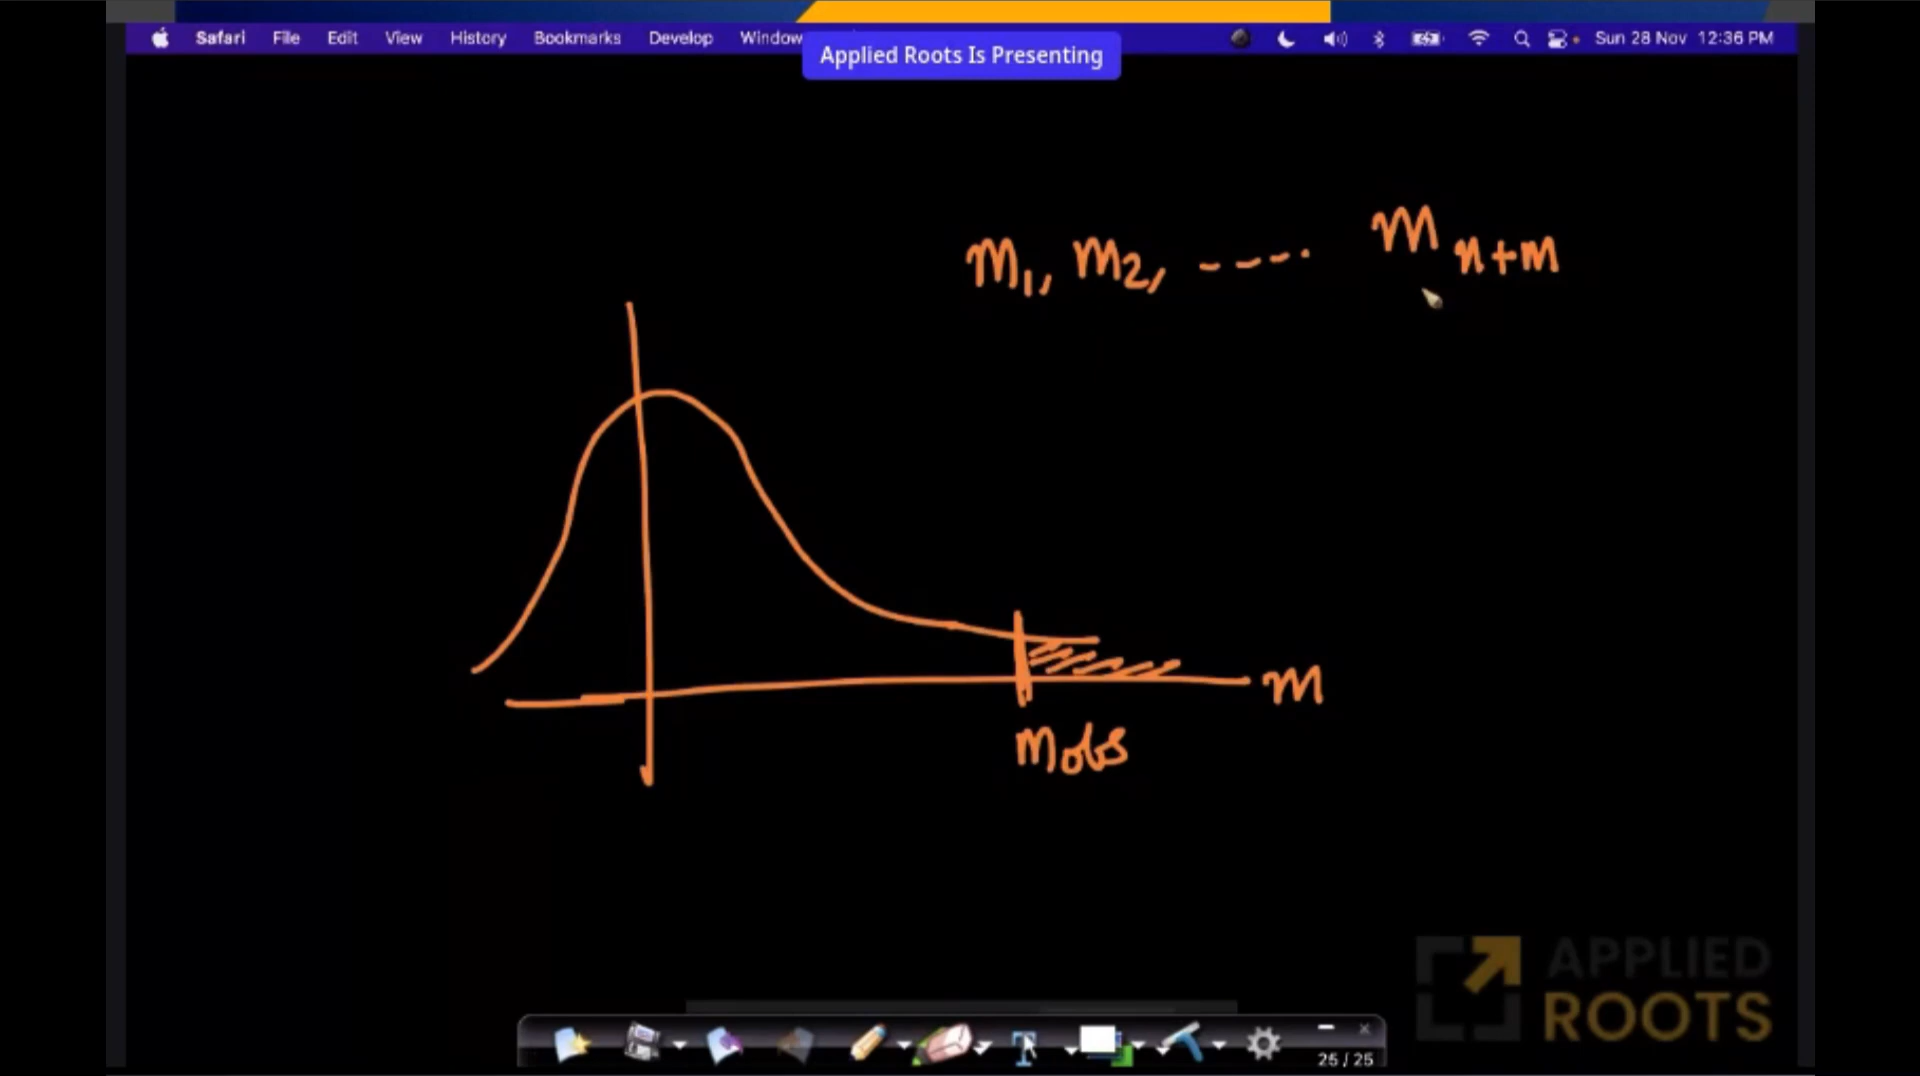 Safari File Edit View History Bookmarks Develop Window Sun 28 Nov 12:36 PM
Applied Roots Is Presenting
m1, m2, ----. m n+m
m
mobs
APPLIED
ROOTS
T
25 / 25